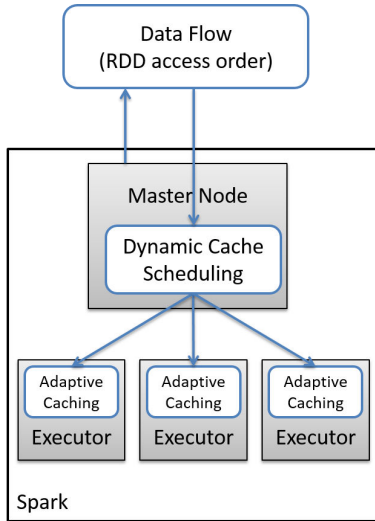 Data Flow
(RDD access order)
Master Node
Dynamic Cache
Scheduling
Adaptive
Caching
Executor
Adaptive
Caching
Executor
Adaptive
Caching
Executor
Spark